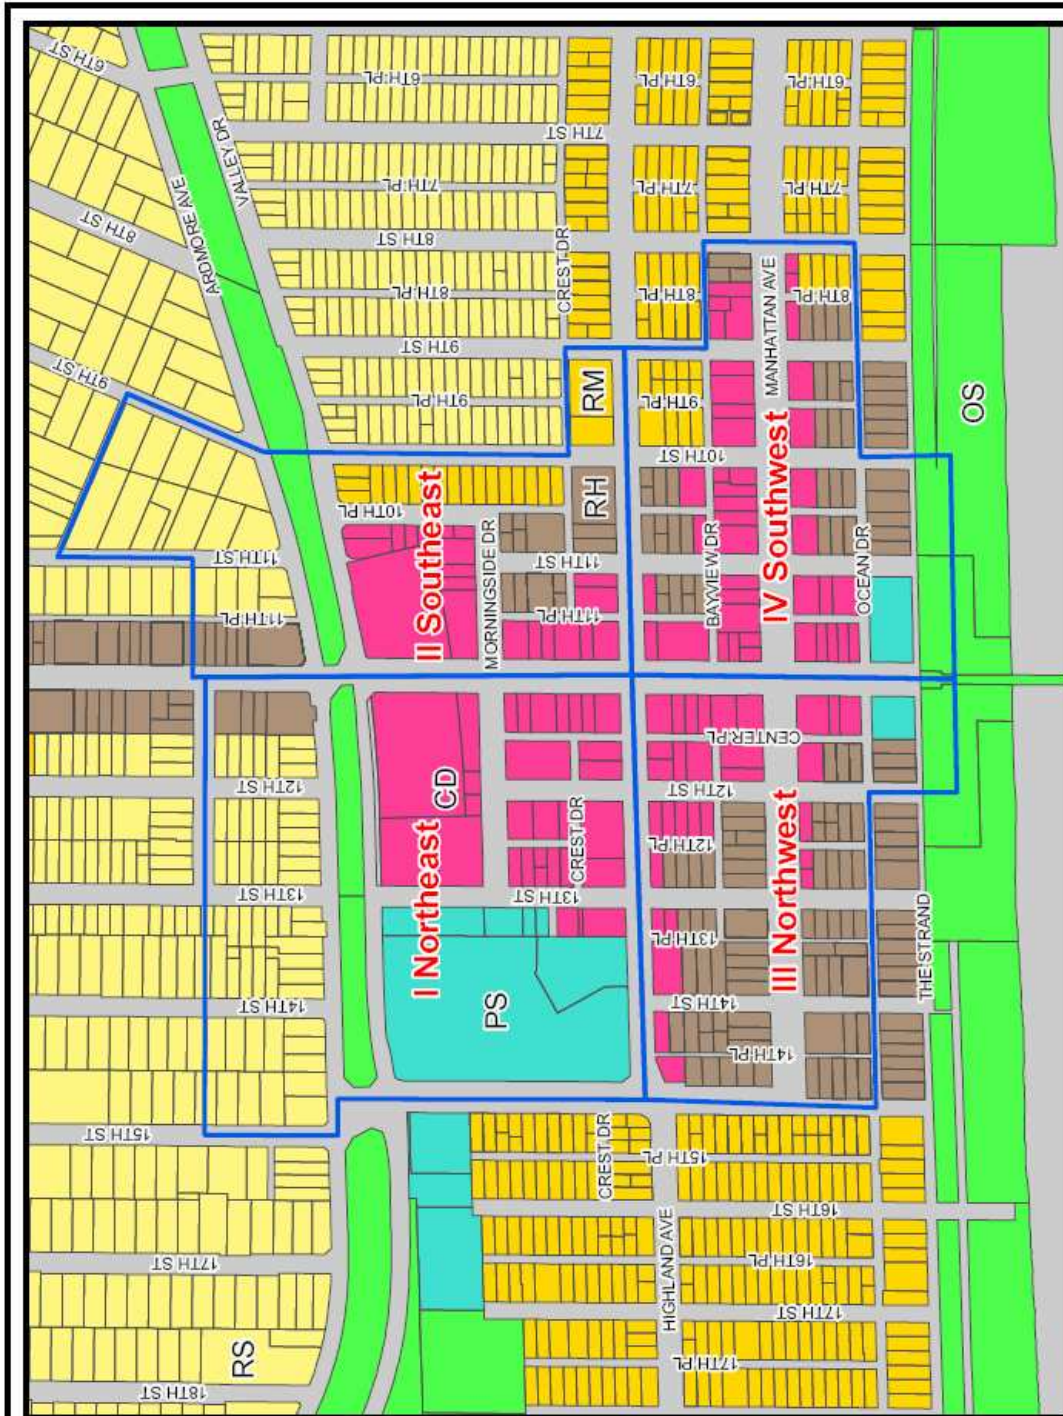 6TH ST
6TH PL
6TH PL
6TH PL
7TH ST
VALLEY DR
7TH PL
7TH PL
7TH PL
8TH ST
ARDMORE AVE
8TH ST
CREST DR
8TH PL
8TH PL
8TH PL
MANHATTAN AVE
9TH ST
9TH ST
9TH PL
RM
9TH PL
OS
10TH ST
10TH PL
II Southeast
RH
IV Southwest
11TH ST
11TH ST
MORNINGSIDE DR
BAYVIEW DR
OCEAN DR
11TH PL
11TH PL
CENTER PL
CD
12TH ST
12TH ST
12TH PL
CREST DR
I Northeast
III Northwest
13TH ST
13TH ST
13TH PL
THE STRAND
14TH ST
PS
14TH ST
14TH PL
15TH ST
CREST DR
15TH PL
16TH ST
HIGHLAND AVE
16TH PL
17TH ST
17TH ST
RS
17TH PL
18TH ST